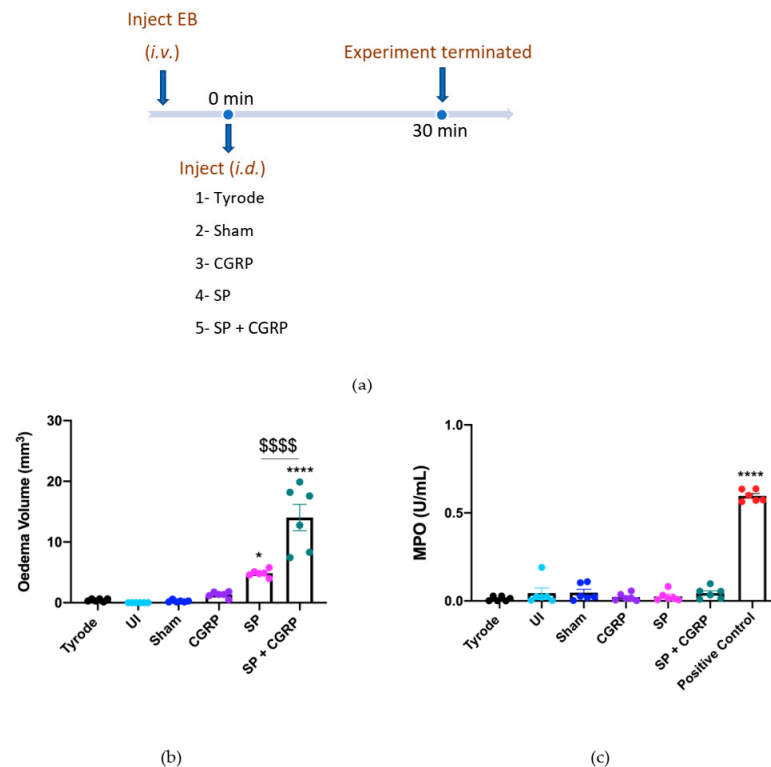 Inject EB
(i.v.)
Experiment terminated
0 min
30 min
Inject (i.d.)
1- Tyrode
2- Sham
3- CGRP
4- SP
5- SP + CGRP
(a)
Oedema Volume (mm³)
30
20
10
0
$$$$
****
*
Tyrode
UI
Sham
CGRP
SP
SP + CGRP
(b)
MPO (U/mL)
1.0
0.5
0.0
****
Tyrode
UI
Sham
CGRP
SP
SP + CGRP
Positive Control
(c)